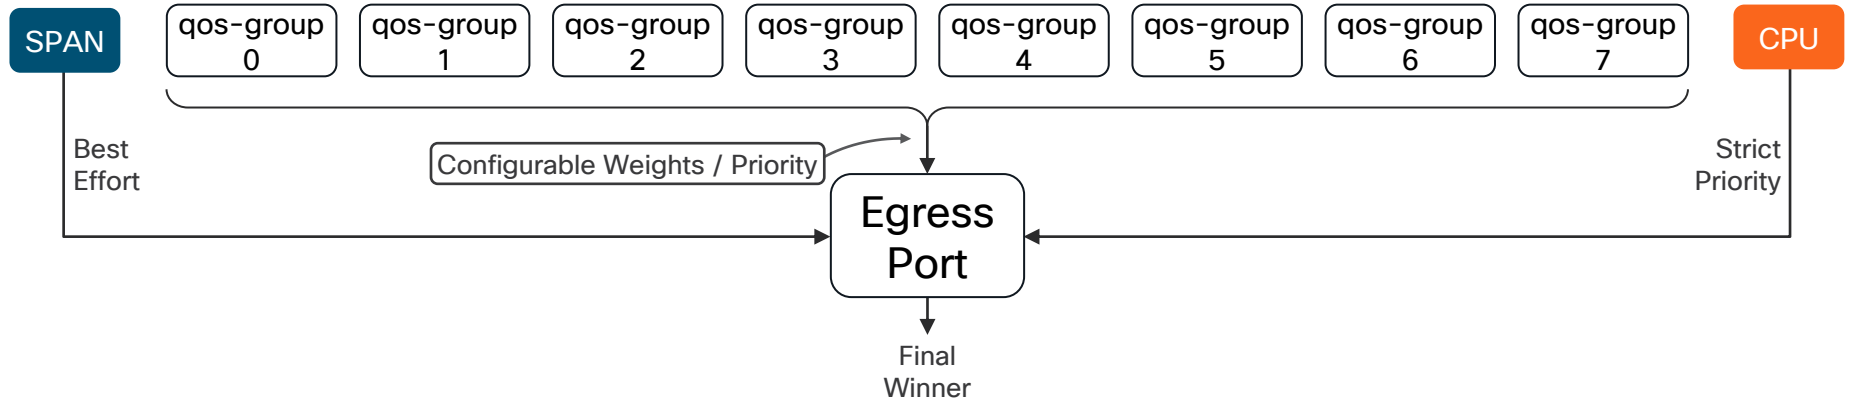 SPAN
qos-group
0
qos-group
1
qos-group
2
qos-group
3
qos-group
4
qos-group
5
qos-group
6
qos-group
7
CPU
Best
Effort
Configurable Weights / Priority
Strict
Priority
Egress
Port
Final
Winner